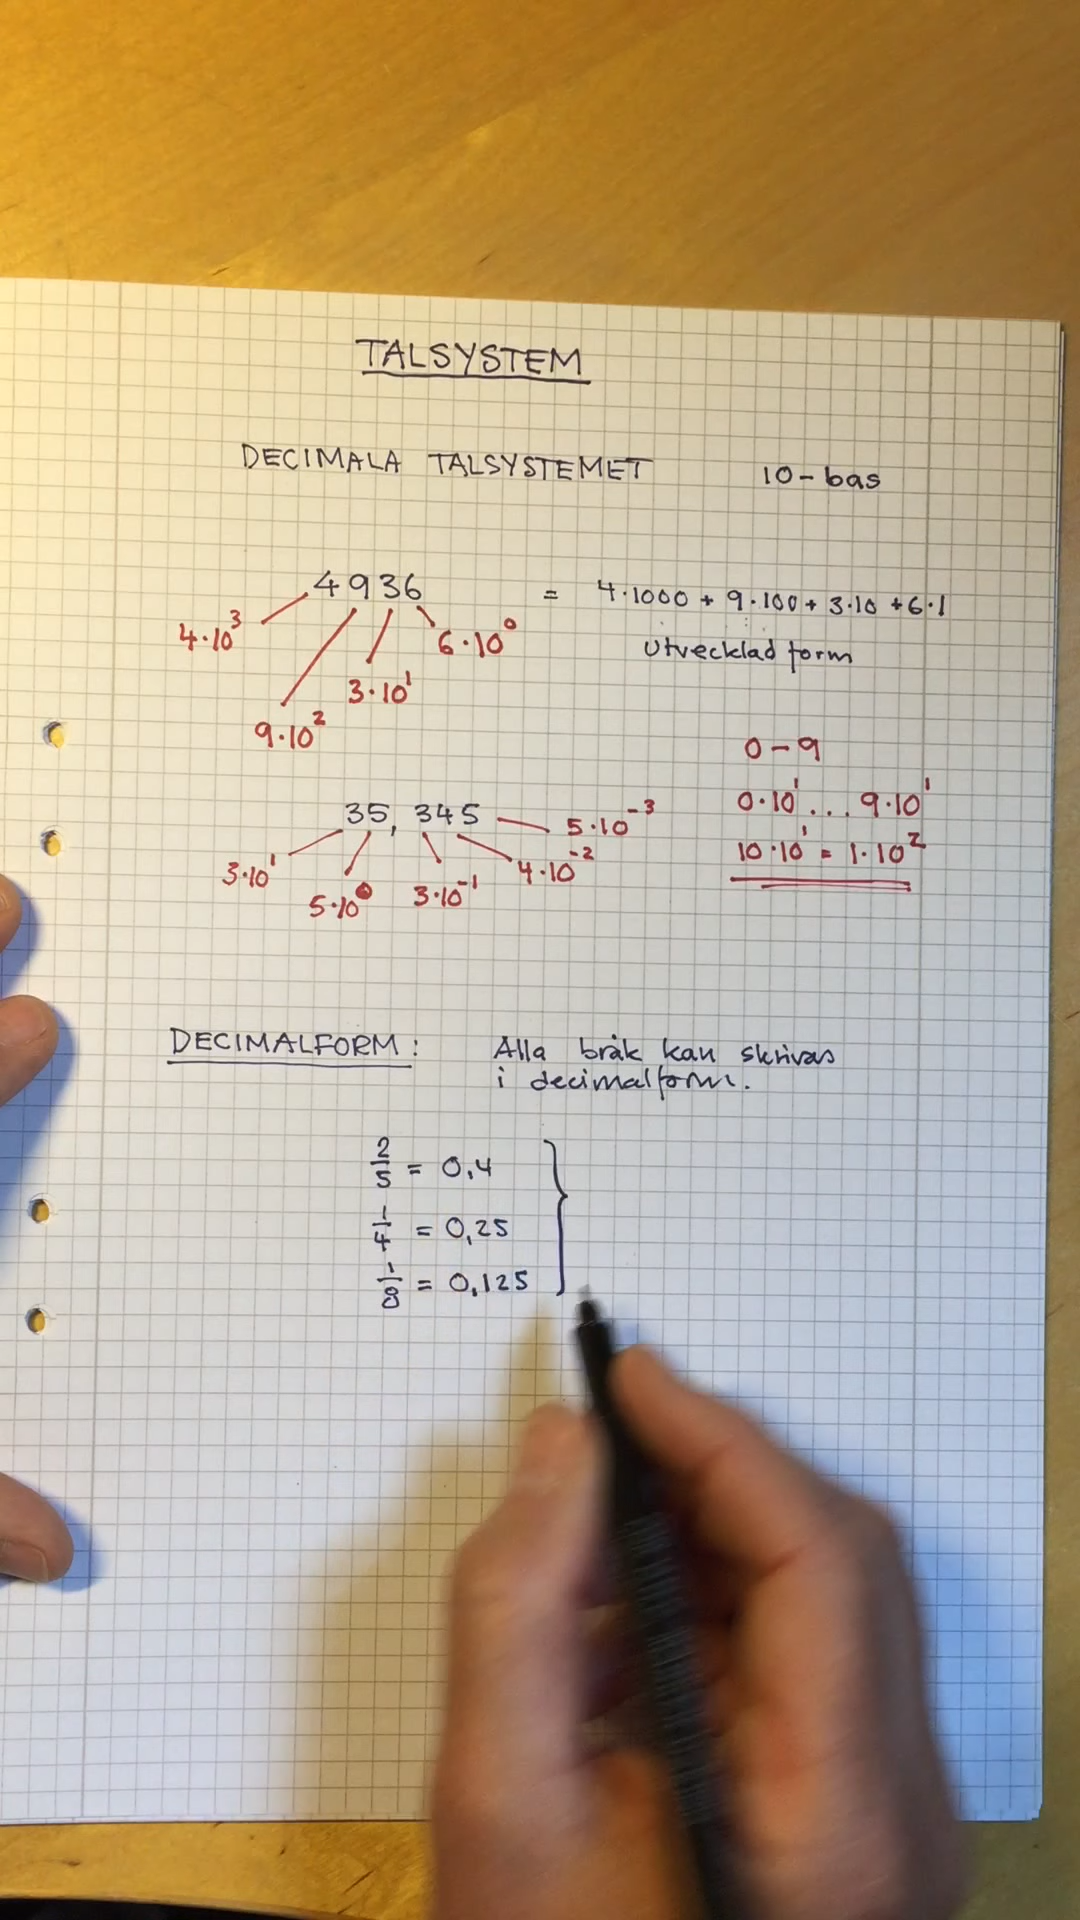 TALSYSTEM
DECIMALA TALSYSTEMET 10-bas
4936 = 4·1000 + 9·100 + 3·10 + 6·1
4·10³ 6·10⁰ Utvecklad form
3·10¹
9·10²
0-9
35,345 5·10⁻³ 0·10¹... 9·10¹
3·10¹ 4·10⁻² 10·10¹ = 1·10²
5·10⁰ 3·10⁻¹
DECIMALFORM: Alla bråk kan skrivas
i decimalform.
2/5 = 0,4
1/4 = 0,25
1/8 = 0,125